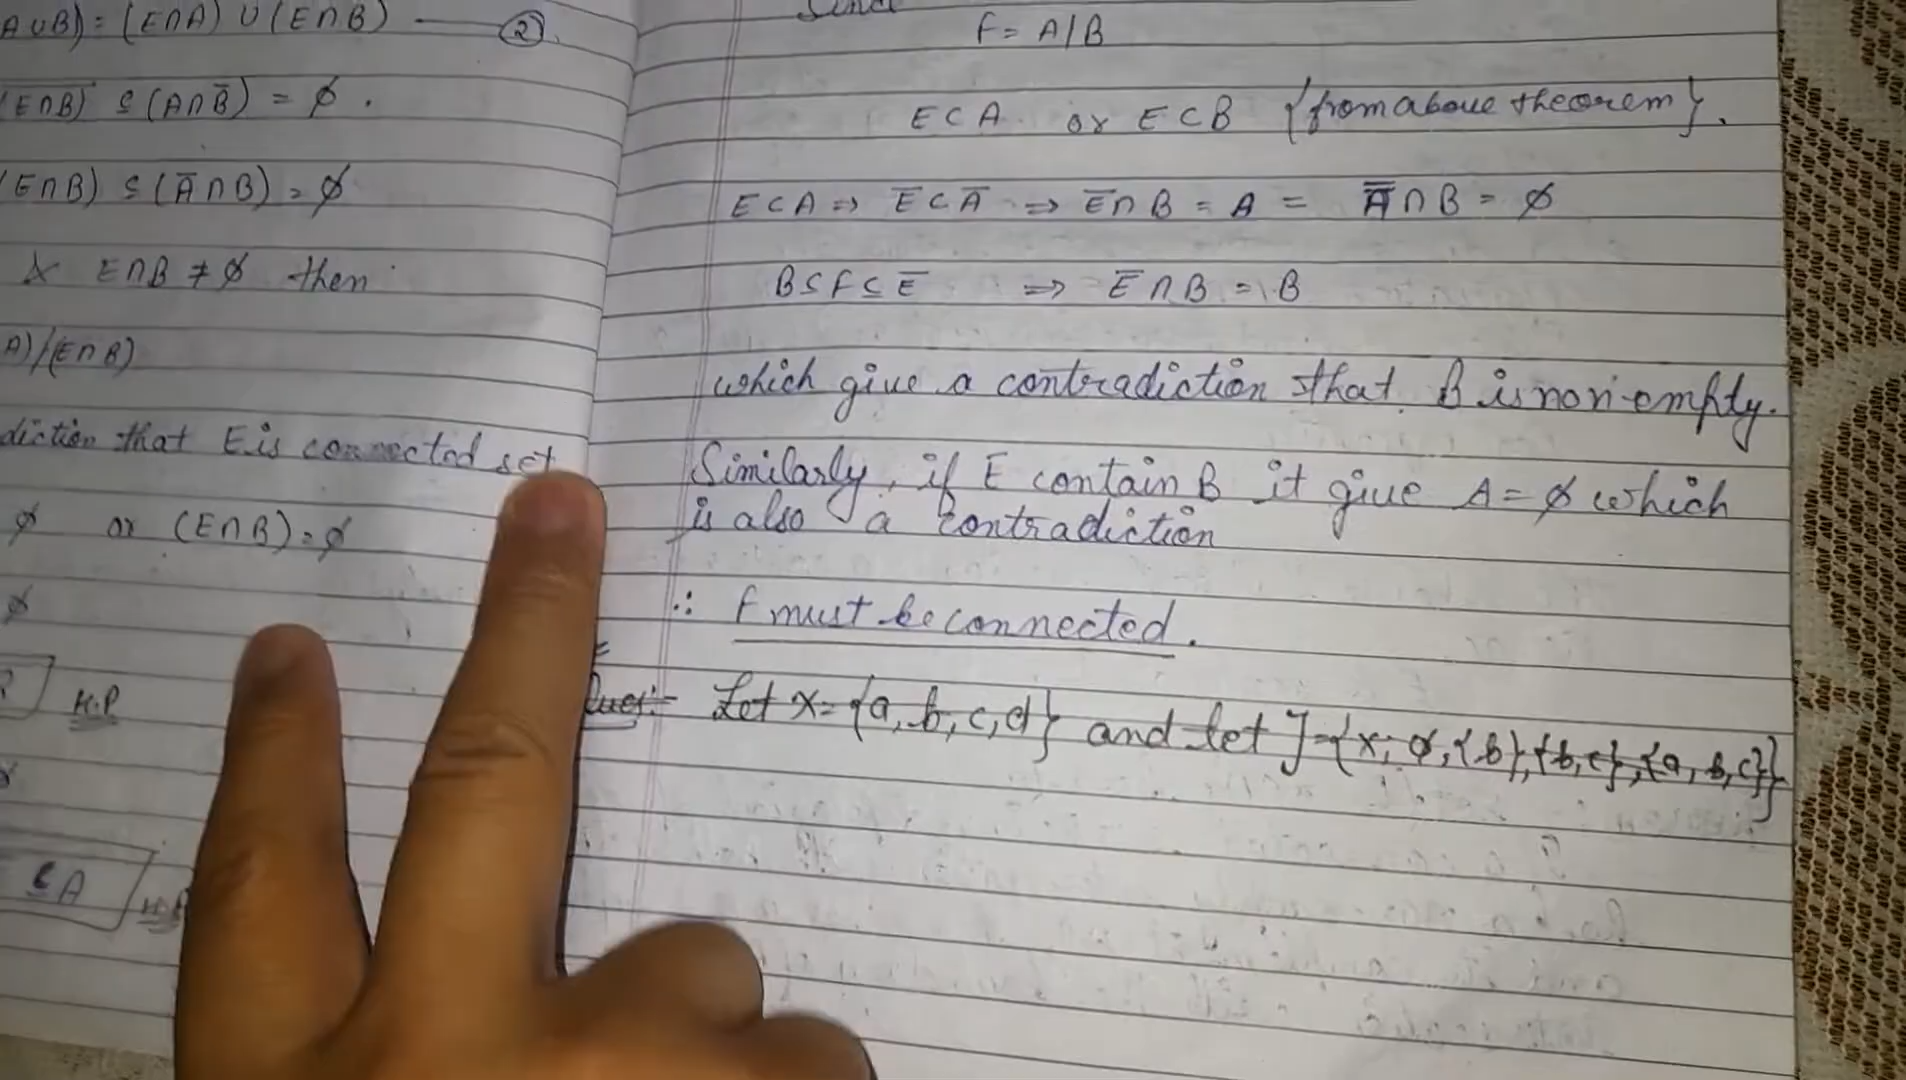 A∪B) = (E∩A) ∪ (E∩B) — ②.
(E∩B) ⊆ (A∩B̅) = ϕ.
(E∩B) ⊆ (A̅∩B) = ϕ
E∩B ≠ ϕ then
A)/(E∩B)
diction that E is connected set
ϕ or (E∩B) = ϕ
ϕ
H.P
⊆ A
F = A/B
E⊂A or E⊂B {from above theorem}.
E⊂A ⇒ E̅⊂A̅ ⇒ E̅∩B = A = A̅∩B = ϕ
B⊆F⊆E̅ ⇒ E̅∩B = B
which give a contradiction that B is non-empty.
Similarly, if E contain B it give A = ϕ which
is also a contradiction
∴ F must be connected.
Ques:- Let x = {a, b, c, d} and let J = {x, ϕ, {b}, {b, c}, {a, b, c}}